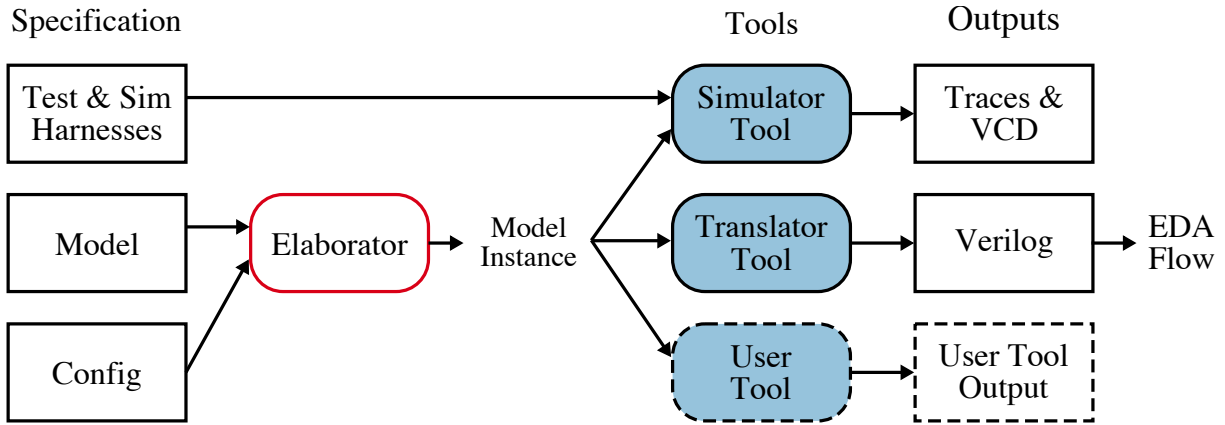 Specification
Tools
Outputs
Test & Sim
Harnesses
Simulator
Tool
Traces &
VCD
Model
Elaborator
Model
Instance
Translator
Tool
Verilog
EDA
Flow
Config
User
Tool
User Tool
Output